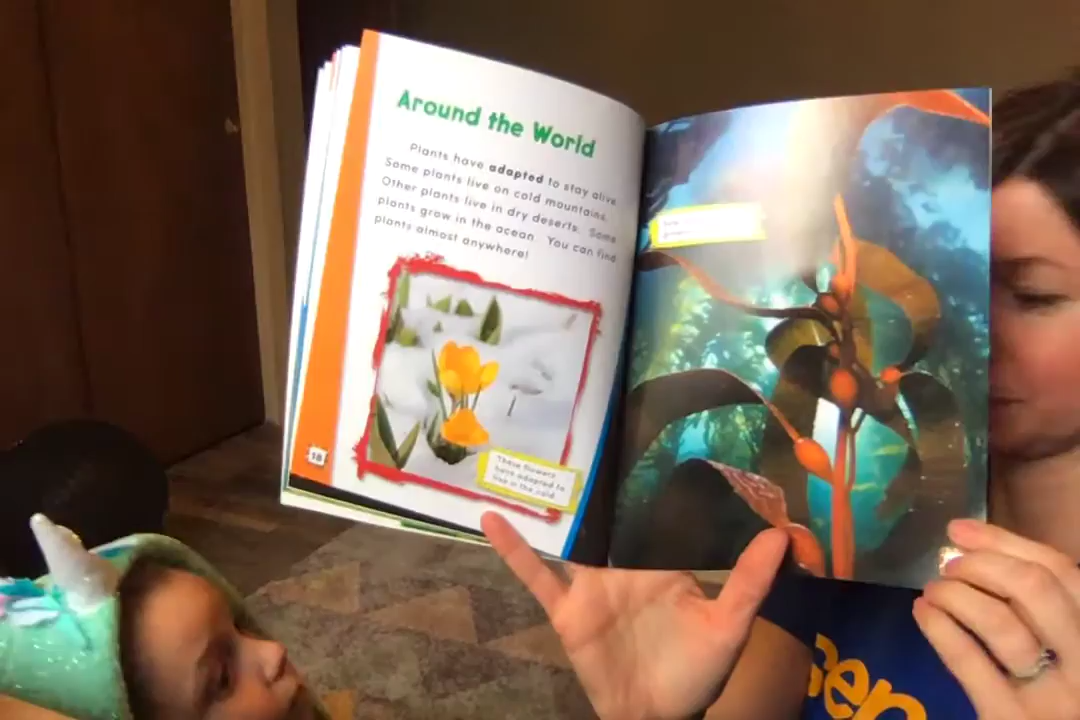 Around the World
Plants have adapted to stay alive.
Some plants live on cold mountains.
Other plants live in dry deserts. Some
plants grow in the ocean. You can find
plants almost anywhere!
These flowers
have adapted to
live in the cold.
18